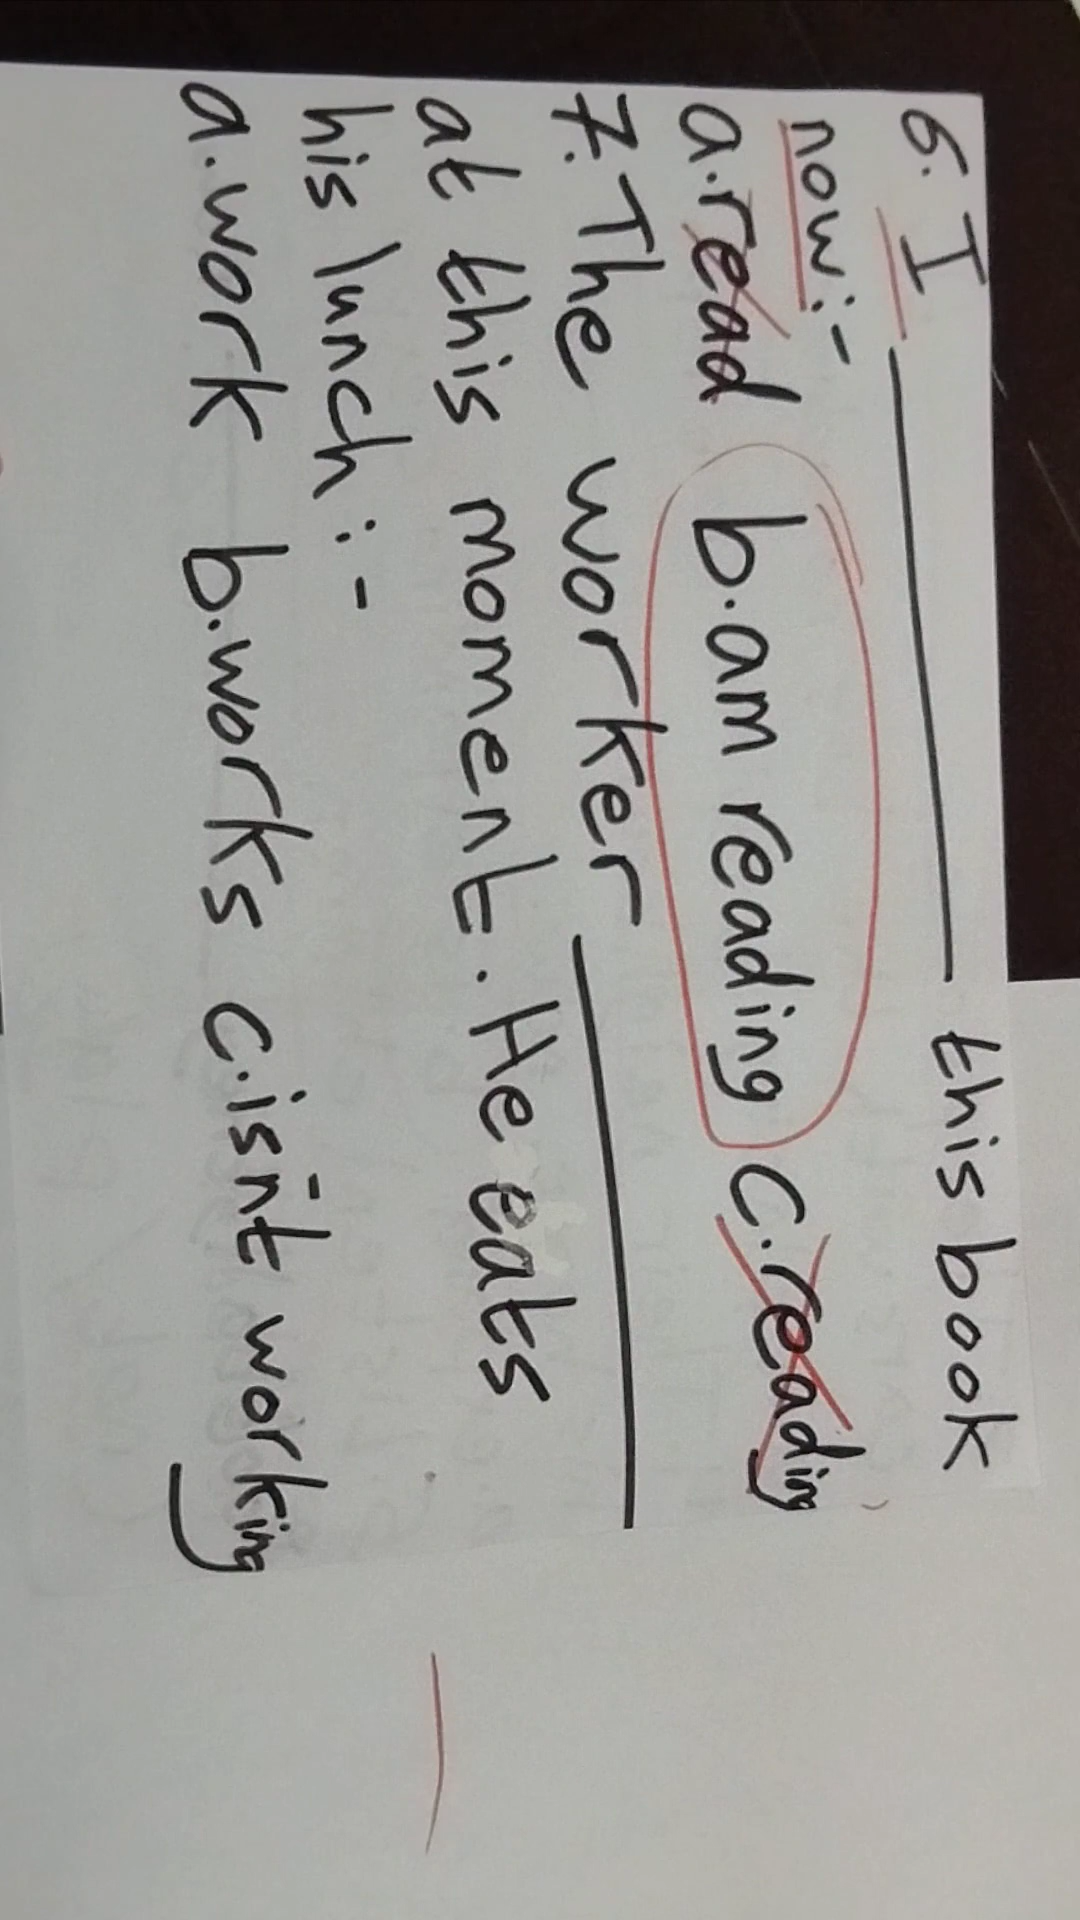 6. I ________ this book
now:-
a.read b.am reading c.reading
7. The worker ________
at this moment. He eats
his lunch:-
a.work b.works c.isn't working